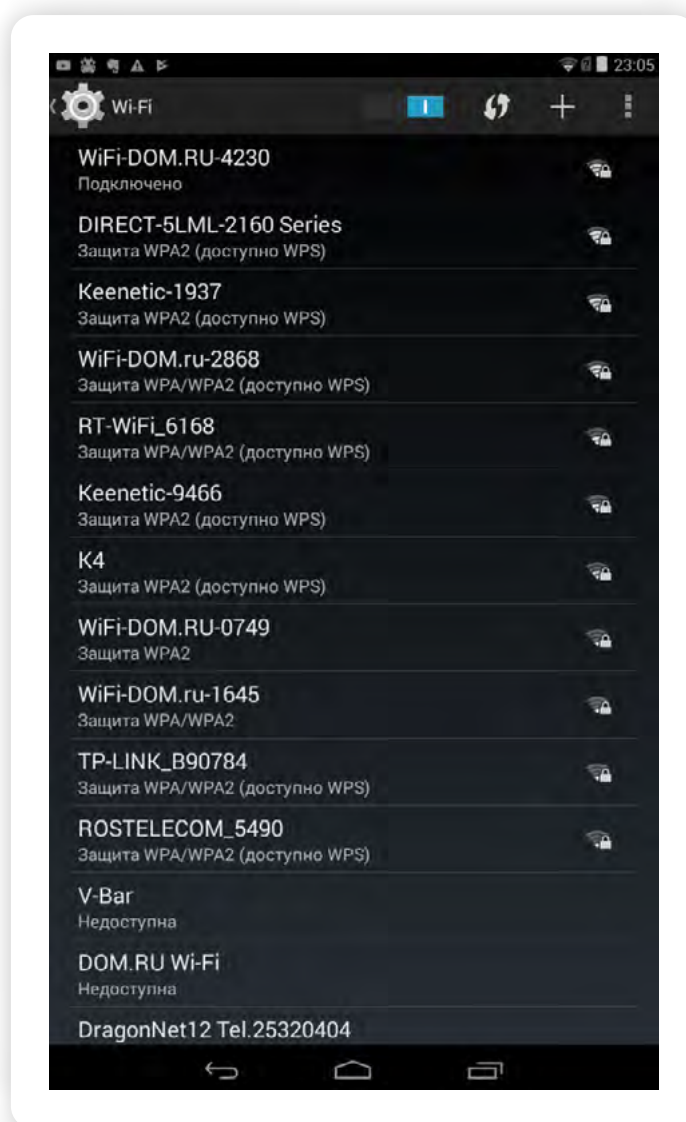 23:05
Wi-Fi
WiFi-DOM.RU-4230
Подключено
DIRECT-5LML-2160 Series
Защита WPA2 (доступно WPS)
Keenetic-1937
Защита WPA2 (доступно WPS)
WiFi-DOM.ru-2868
Защита WPA/WPA2 (доступно WPS)
RT-WiFi_6168
Защита WPA/WPA2 (доступно WPS)
Keenetic-9466
Защита WPA2 (доступно WPS)
K4
Защита WPA2 (доступно WPS)
WiFi-DOM.RU-0749
Защита WPA2
WiFi-DOM.ru-1645
Защита WPA/WPA2
TP-LINK_B90784
Защита WPA/WPA2 (доступно WPS)
ROSTELECOM_5490
Защита WPA/WPA2 (доступно WPS)
V-Bar
Недоступна
DOM.RU Wi-Fi
Недоступна
DragonNet12 Tel.25320404